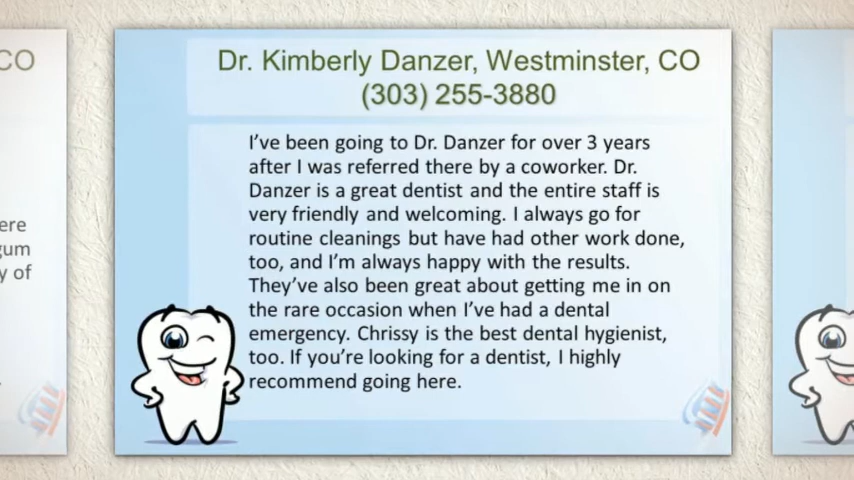 CO
ere
gum
y of
Dr. Kimberly Danzer, Westminster, CO
(303) 255-3880
I’ve been going to Dr. Danzer for over 3 years
after I was referred there by a coworker. Dr.
Danzer is a great dentist and the entire staff is
very friendly and welcoming. I always go for
routine cleanings but have had other work done,
too, and I’m always happy with the results.
They’ve also been great about getting me in on
the rare occasion when I’ve had a dental
emergency. Chrissy is the best dental hygienist,
too. If you’re looking for a dentist, I highly
recommend going here.